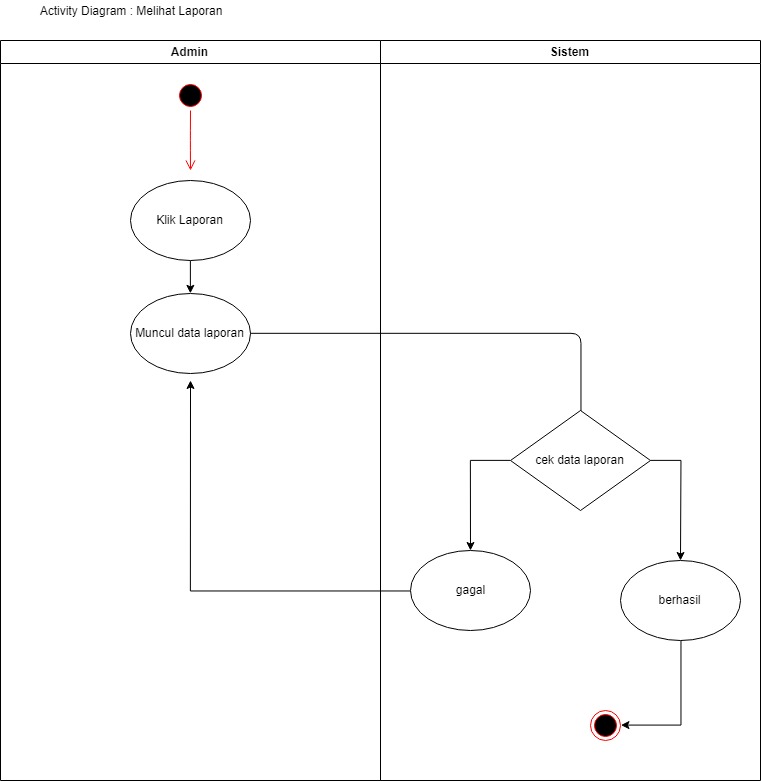 Activity Diagram : Melihat Laporan
Admin
Sistem
Klik Laporan
Muncul data laporan
cek data laporan
gagal
berhasil